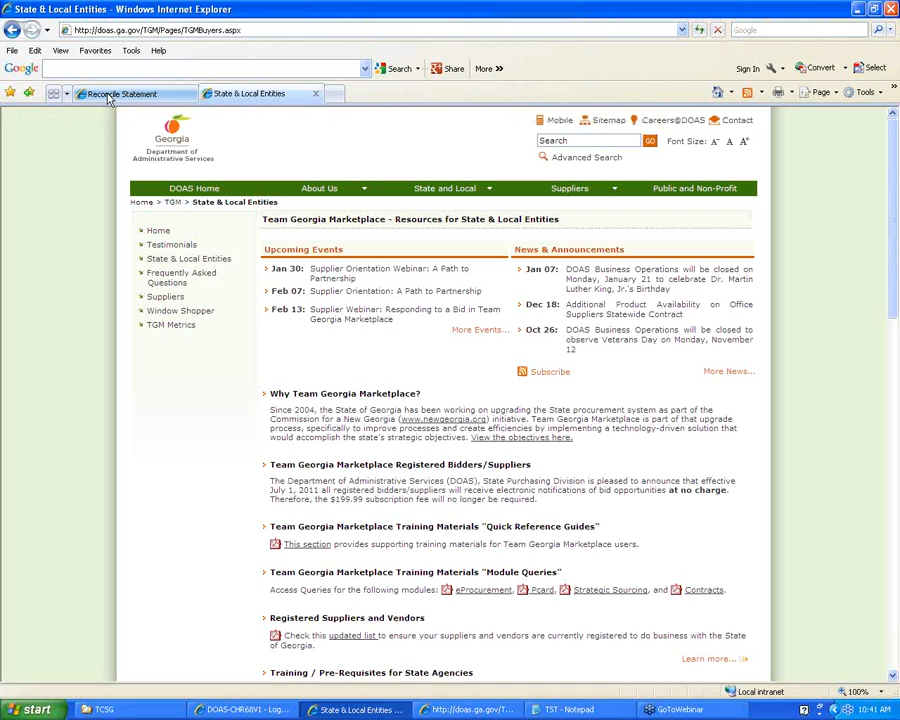 State & Local Entities - Windows Internet Explorer
http://doas.ga.gov/TGM/Pages/TGMBuyers.aspx
Google
File Edit View Favorites Tools Help
Google Search Share More » Sign In Convert Select
Reconcile Statement State & Local Entities Page Tools
Georgia
Department of
Administrative Services
Mobile Sitemap Careers@DOAS Contact
Search GO Font Size: A- A A+
Advanced Search
DOAS Home About Us State and Local Suppliers Public and Non-Profit
Home > TGM > State & Local Entities
Home
Testimonials
State & Local Entities
Frequently Asked
Questions
Suppliers
Window Shopper
TGM Metrics
Team Georgia Marketplace - Resources for State & Local Entities
Upcoming Events
Jan 30: Supplier Orientation Webinar: A Path to
Partnership
Feb 07: Supplier Orientation: A Path to Partnership
Feb 13: Supplier Webinar: Responding to a Bid in Team
Georgia Marketplace
More Events...
News & Announcements
Jan 07: DOAS Business Operations will be closed on
Monday, January 21 to celebrate Dr. Martin
Luther King, Jr.'s Birthday
Dec 18: Additional Product Availability on Office
Suppliers Statewide Contract
Oct 26: DOAS Business Operations will be closed to
observe Veterans Day on Monday, November
12
Subscribe More News...
Why Team Georgia Marketplace?
Since 2004, the State of Georgia has been working on upgrading the State procurement system as part of the
Commission for a New Georgia (www.newgeorgia.org) initiative. Team Georgia Marketplace is part of that upgrade
process, specifically to improve processes and create efficiencies by implementing a technology-driven solution that
would accomplish the state's strategic objectives. View the objectives here.
Team Georgia Marketplace Registered Bidders/Suppliers
The Department of Administrative Services (DOAS), State Purchasing Division is pleased to announce that effective
July 1, 2011 all registered bidders/suppliers will receive electronic notifications of bid opportunities at no charge.
Therefore, the $199.99 subscription fee will no longer be required.
Team Georgia Marketplace Training Materials "Quick Reference Guides"
This section provides supporting training materials for Team Georgia Marketplace users.
Team Georgia Marketplace Training Materials "Module Queries"
Access Queries for the following modules: eProcurement, Pcard, Strategic Sourcing, and Contracts.
Registered Suppliers and Vendors
Check this updated list to ensure your suppliers and vendors are currently registered to do business with the State
of Georgia.
Learn more...
Training / Pre-Requisites for State Agencies
Local intranet 100%
start TCSG DOAS-CHR68V1 - Log... State & Local Entities ... http://doas.ga.gov/T... TST - Notepad GoToWebinar 10:41 AM